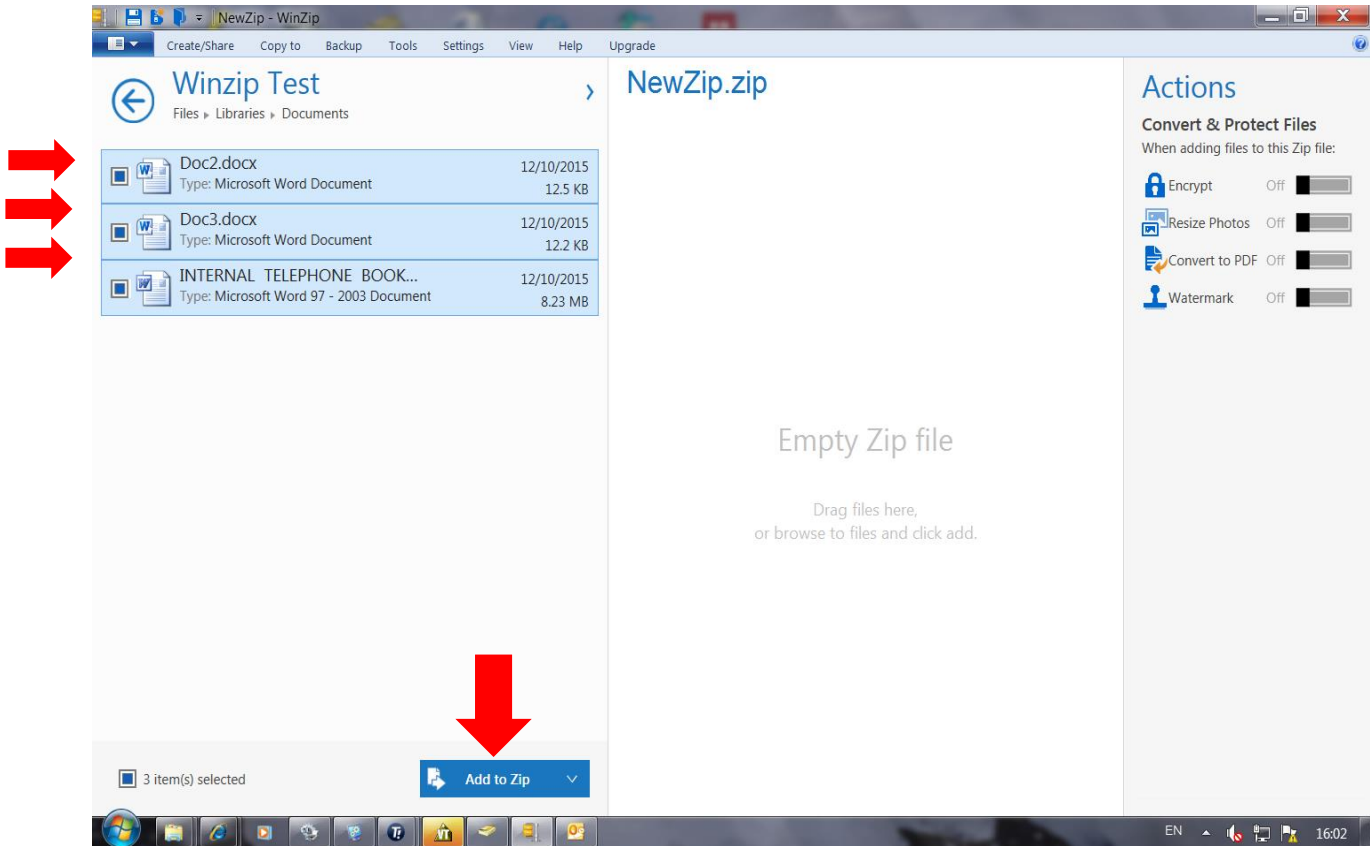 NewZip - WinZip
Create/Share Copy to Backup Tools Settings View Help Upgrade
Winzip Test
Files ▸ Libraries ▸ Documents
Doc2.docx 12/10/2015
Type: Microsoft Word Document 12.5 KB
Doc3.docx 12/10/2015
Type: Microsoft Word Document 12.2 KB
INTERNAL TELEPHONE BOOK... 12/10/2015
Type: Microsoft Word 97 - 2003 Document 8.23 MB
3 item(s) selected
Add to Zip
NewZip.zip
Empty Zip file
Drag files here,
or browse to files and click add.
Actions
Convert & Protect Files
When adding files to this Zip file:
Encrypt Off
Resize Photos Off
Convert to PDF Off
Watermark Off
EN 16:02